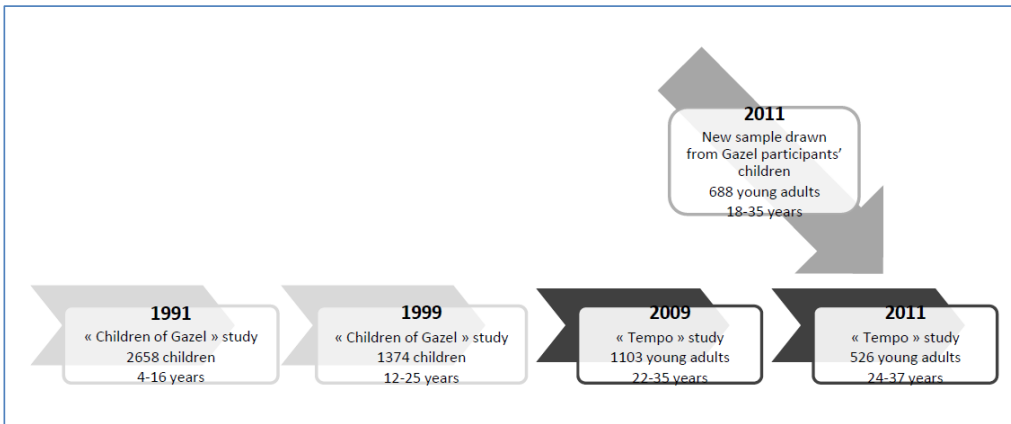 2011
New sample drawn
from Gazel participants'
children
688 young adults
18-35 years
1991
« Children of Gazel » study
2658 children
4-16 years
1999
« Children of Gazel » study
1374 children
12-25 years
2009
« Tempo » study
1103 young adults
22-35 years
2011
« Tempo » study
526 young adults
24-37 years